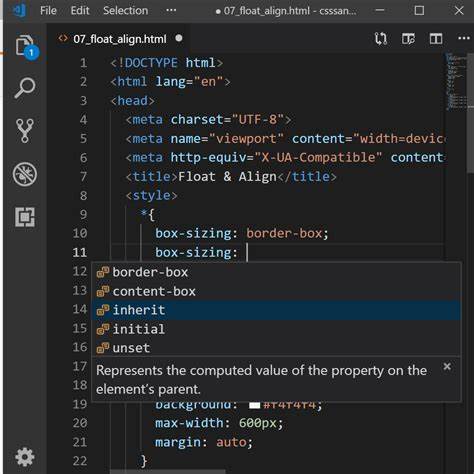 File Edit Selection ••• • 07_float_align.html - csssan...
07_float_align.html
1 <!DOCTYPE html>
2 <html lang="en">
3 <head>
4 <meta charset="UTF-8">
5 <meta name="viewport" content="width=devic
6 <meta http-equiv="X-UA-Compatible" content
7 <title>Float & Align</title>
8 <style>
9 *{
10 box-sizing: border-box;
11 box-sizing:
12 border-box
13 content-box
14 inherit
15 initial
16 unset
17 Represents the computed value of the property on the
18 element's parent.
19 background: #f4f4f4;
20 max-width: 600px;
21 margin: auto;
22 }
1